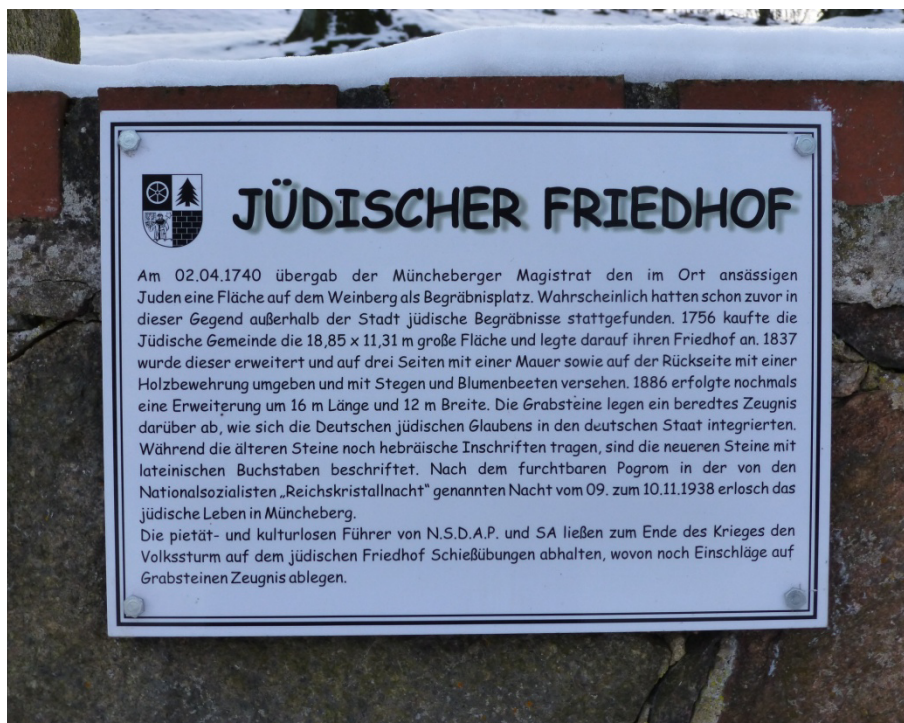 JÜDISCHER FRIEDHOF
Am 02.04.1740 übergab der Müncheberger Magistrat den im Ort ansässigen
Juden eine Fläche auf dem Weinberg als Begräbnisplatz. Wahrscheinlich hatten schon zuvor in
dieser Gegend außerhalb der Stadt jüdische Begräbnisse stattgefunden. 1756 kaufte die
Jüdische Gemeinde die 18,85 x 11,31 m große Fläche und legte darauf ihren Friedhof an. 1837
wurde dieser erweitert und auf drei Seiten mit einer Mauer sowie auf der Rückseite mit einer
Holzbewehrung umgeben und mit Stegen und Blumenbeeten versehen. 1886 erfolgte nochmals
eine Erweiterung um 16 m Länge und 12 m Breite. Die Grabsteine legen ein beredtes Zeugnis
darüber ab, wie sich die Deutschen jüdischen Glaubens in den deutschen Staat integrierten.
Während die älteren Steine noch hebräische Inschriften tragen, sind die neueren Steine mit
lateinischen Buchstaben beschriftet. Nach dem furchtbaren Pogrom in der von den
Nationalsozialisten „Reichskristallnacht" genannten Nacht vom 09. zum 10.11.1938 erlosch das
jüdische Leben in Müncheberg.
Die pietät- und kulturlosen Führer von N.S.D.A.P. und SA ließen zum Ende des Krieges den
Volkssturm auf dem jüdischen Friedhof Schießübungen abhalten, wovon noch Einschläge auf
Grabsteinen Zeugnis ablegen.